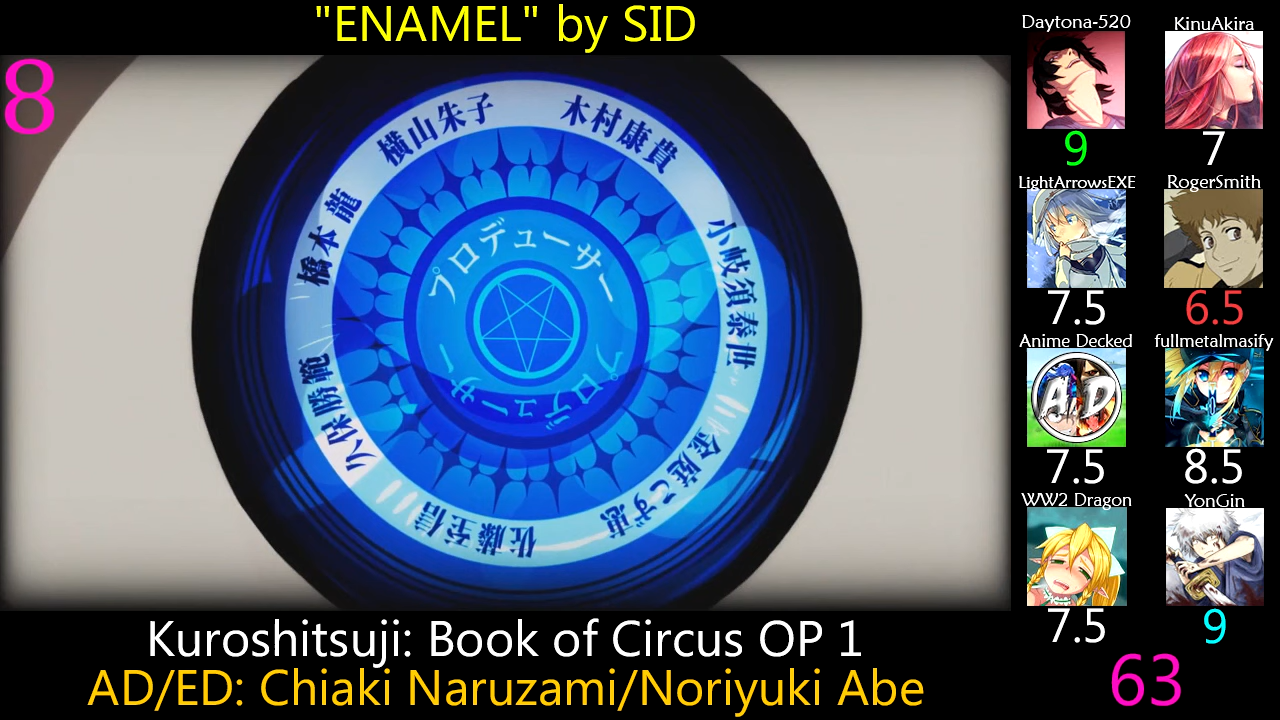 "ENAMEL" by SID
8
横山朱子
木村康貴
小岐須泰世
金庭こず恵
佐藤至信
久保勝範
橋本龍
プロデューサー
プロデューサー
Kuroshitsuji: Book of Circus OP 1
AD/ED: Chiaki Naruzami/Noriyuki Abe
Daytona-520
KinuAkira
9
7
LightArrowsEXE
RogerSmith
7.5
6.5
Anime Decked
fullmetalmasify
AD
7.5
8.5
WW2 Dragon
YonGin
7.5
9
63